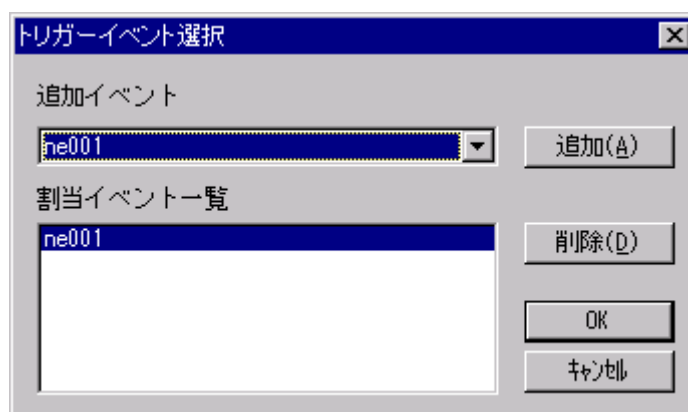 トリガーイベント選択
追加イベント
ne001
追加(A)
割当イベント一覧
ne001
削除(D)
OK
ｷｬﾝｾﾙ